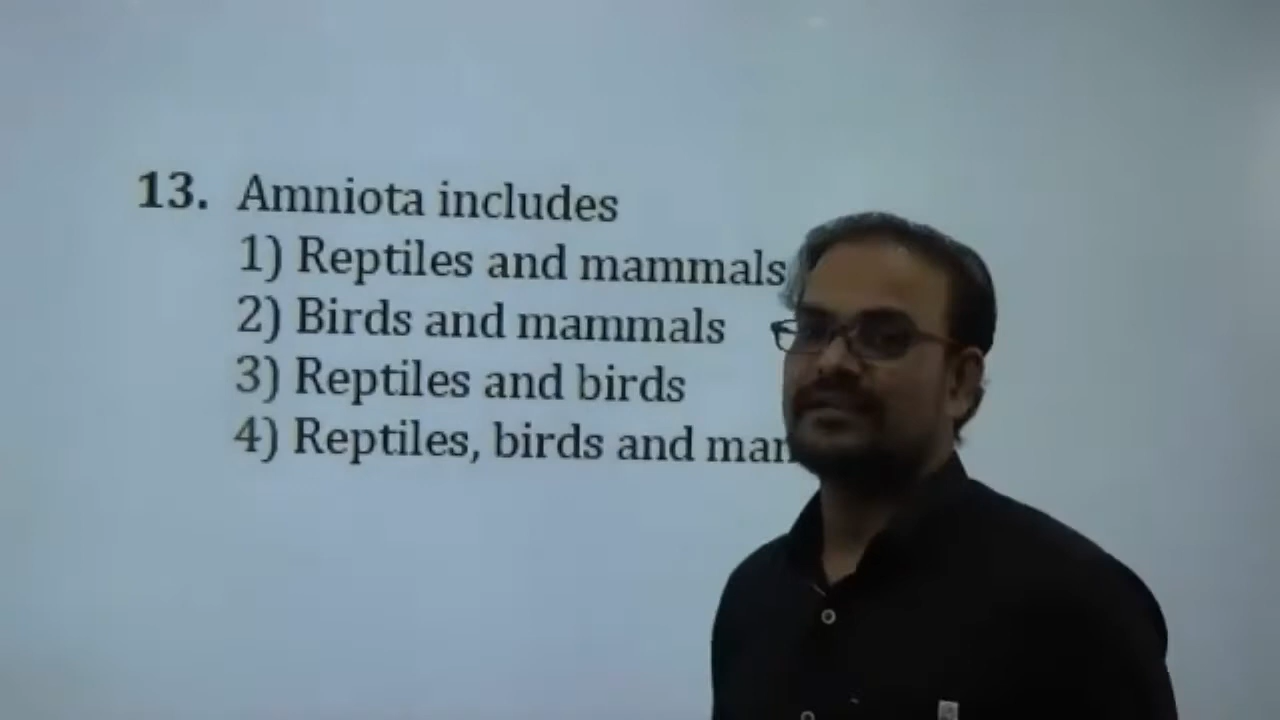 13. Amniota includes
1) Reptiles and mammals
2) Birds and mammals
3) Reptiles and birds
4) Reptiles, birds and